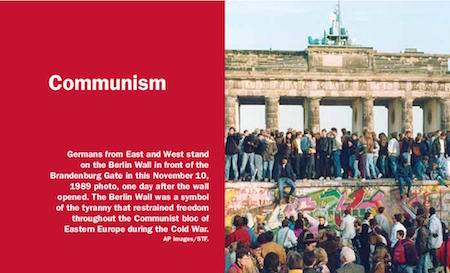 Communism
Germans from East and West stand
on the Berlin Wall in front of the
Brandenburg Gate in this November 10,
1989 photo, one day after the wall
opened. The Berlin Wall was a symbol
of the tyranny that restrained freedom
throughout the Communist bloc of
Eastern Europe during the Cold War.
AP Images/STF.